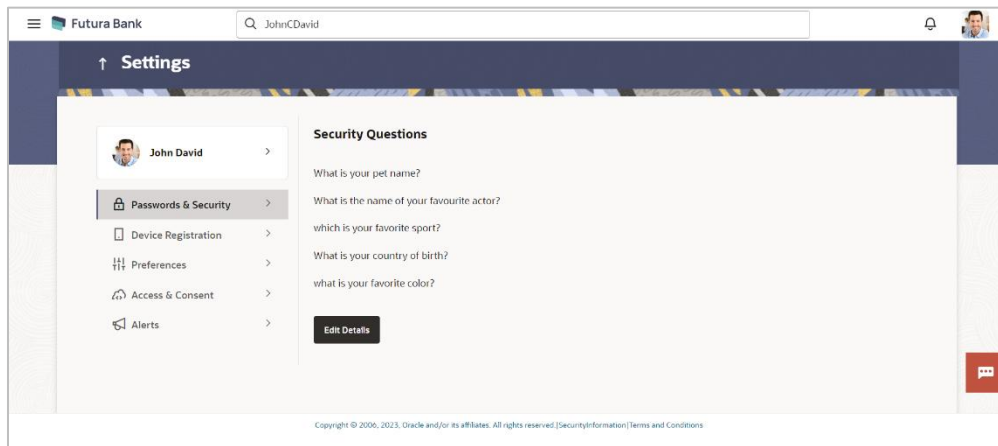 Futura Bank
JohnCDavid
↑ Settings
John David
Passwords & Security
Device Registration
Preferences
Access & Consent
Alerts
Security Questions
What is your pet name?
What is the name of your favourite actor?
which is your favorite sport?
What is your country of birth?
what is your favorite color?
Edit Details
Copyright © 2006, 2023, Oracle and/or its affiliates. All rights reserved.|SecurityInformation|Terms and Conditions